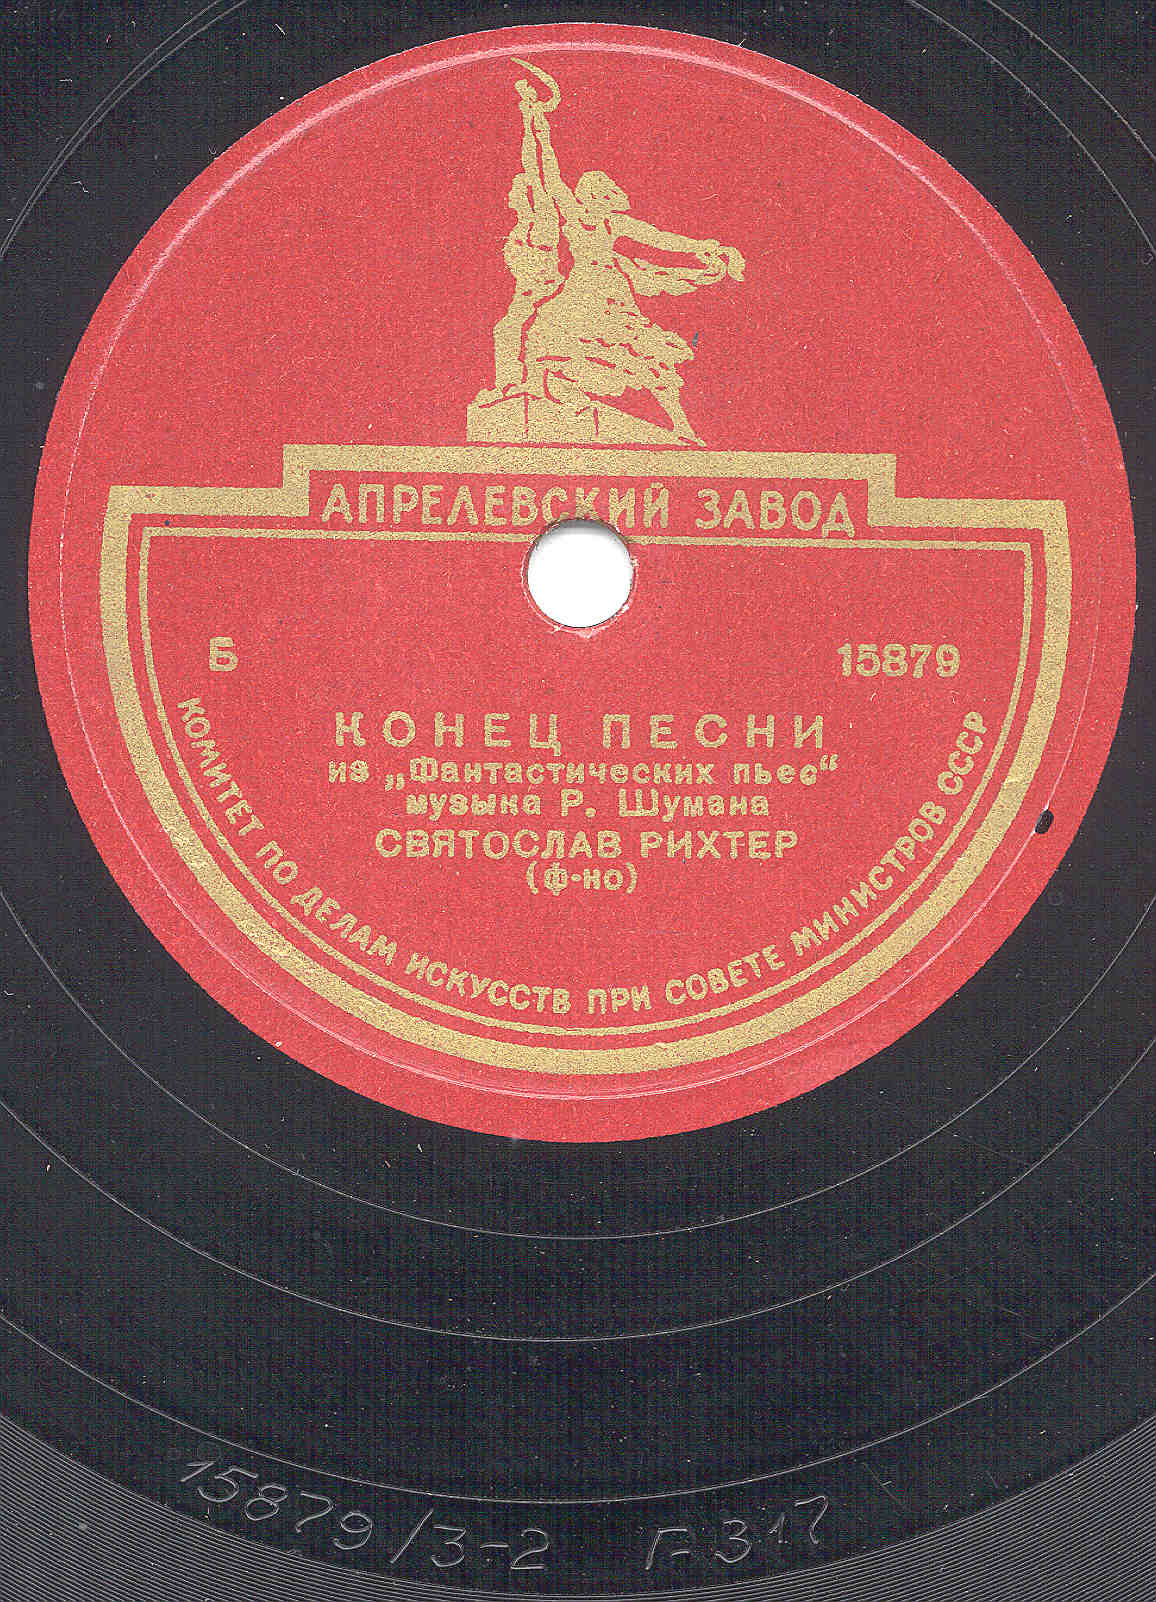 АПРЕЛЕВСКИЙ ЗАВОД
Б 15879
КОНЕЦ ПЕСНИ
из „Фантастических пьес“
музыка Р. Шумана
СВЯТОСЛАВ РИХТЕР
(ф-но)
КОМИТЕТ ПО ДЕЛАМ ИСКУССТВ ПРИ СОВЕТЕ МИНИСТРОВ СССР
15879/3-2 Г-317